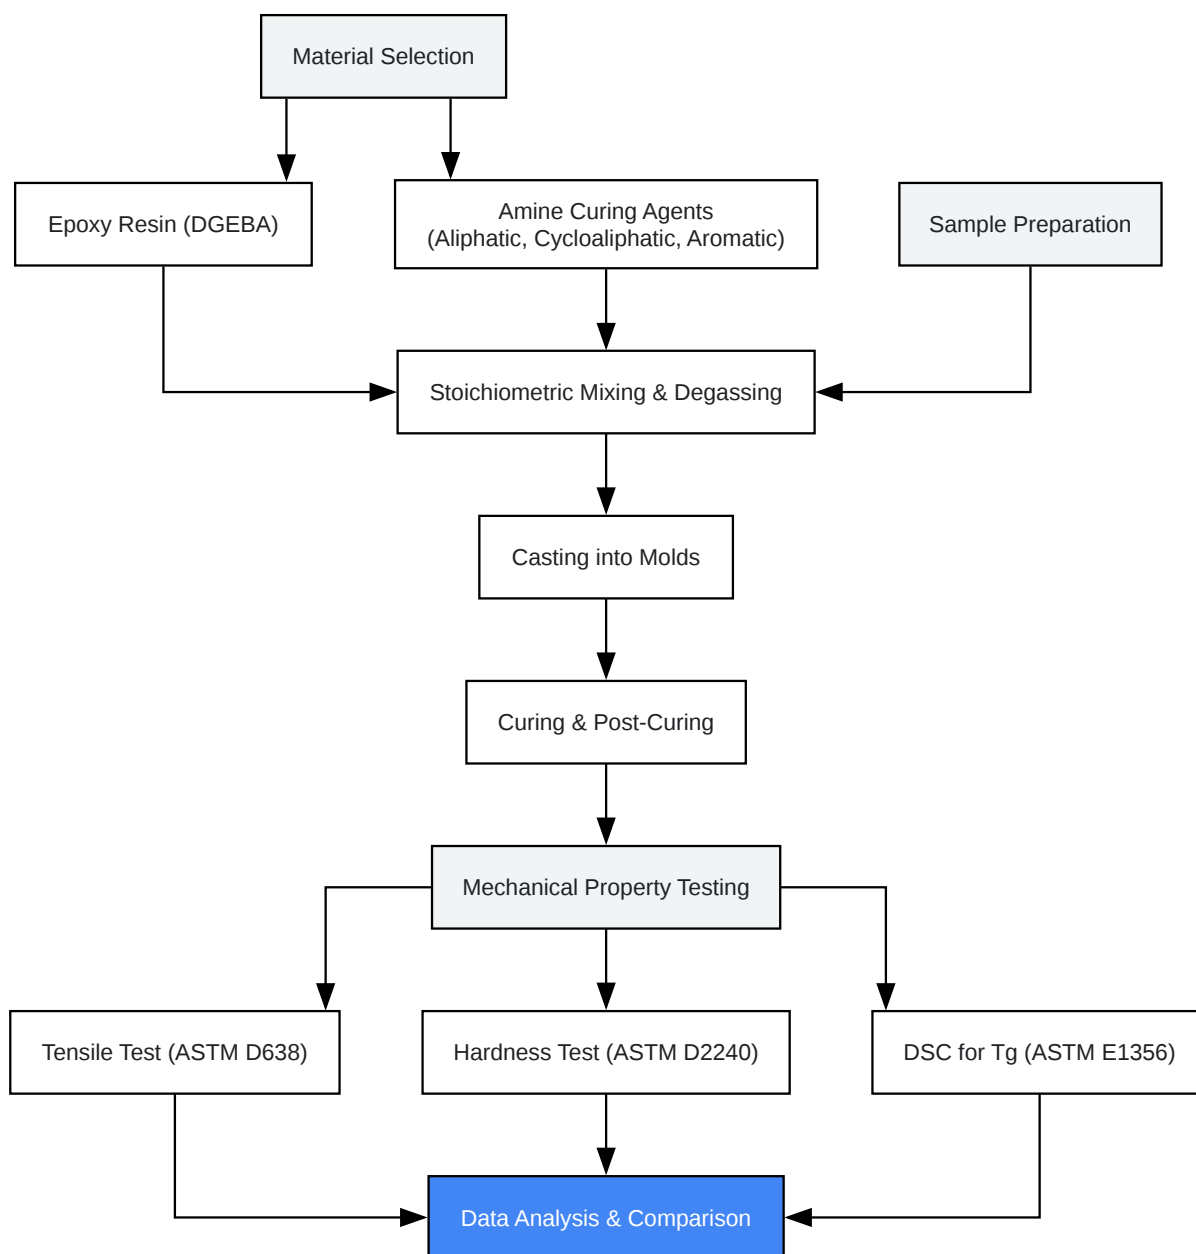 Material Selection
Epoxy Resin (DGEBA)
Amine Curing Agents
(Aliphatic, Cycloaliphatic, Aromatic)
Sample Preparation
Stoichiometric Mixing & Degassing
Casting into Molds
Curing & Post-Curing
Mechanical Property Testing
Tensile Test (ASTM D638)
Hardness Test (ASTM D2240)
DSC for Tg (ASTM E1356)
Data Analysis & Comparison